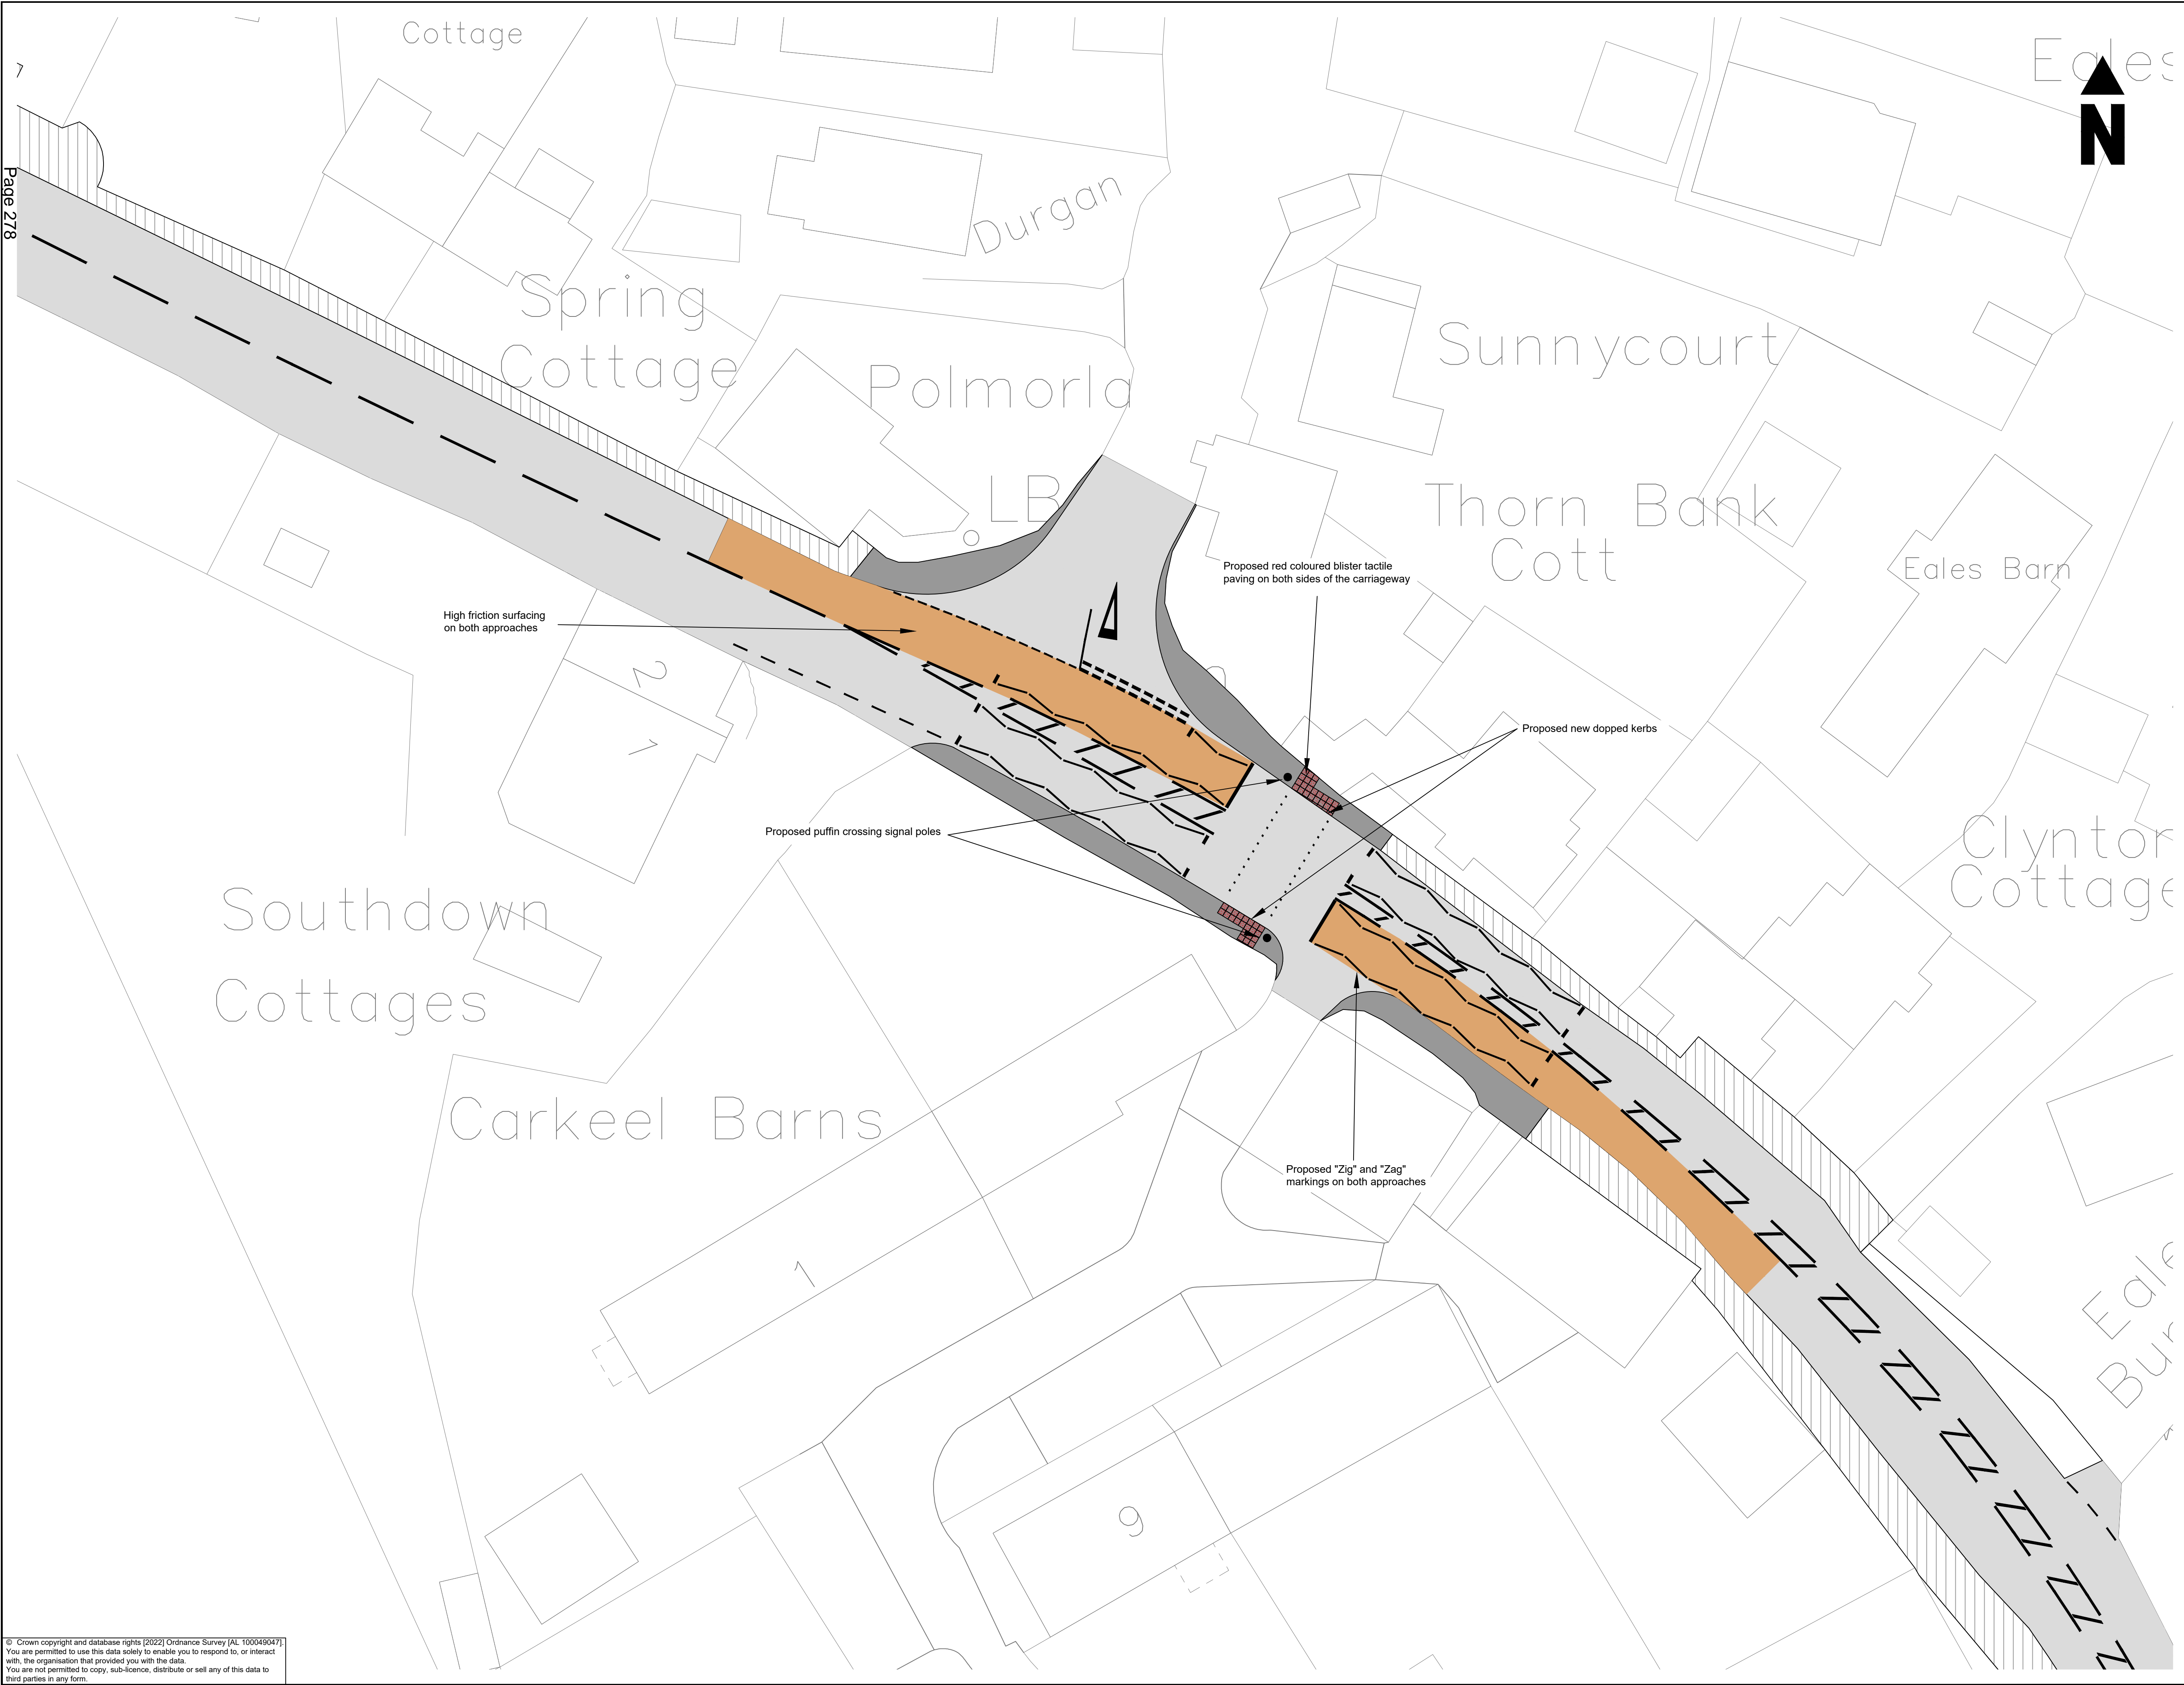 Cottage
Eales
N
Page 278
Durgan
Spring
Cottage
Sunnycourt
Polmorla
LB
Thorn Bank
Cott
Eales Barn
Proposed red coloured blister tactile
paving on both sides of the carriageway
High friction surfacing
on both approaches
2
1
Proposed new dopped kerbs
Proposed puffin crossing signal poles
Clynton
Cottage
Southdown
Cottages
Carkeel Barns
Proposed "Zig" and "Zag"
markings on both approaches
1
9
© Crown copyright and database rights [2022] Ordnance Survey [AL 100049047].
You are permitted to use this data solely to enable you to respond to, or interact
with, the organisation that provided you with the data.
You are not permitted to copy, sub-licence, distribute or sell any of this data to
third parties in any form.